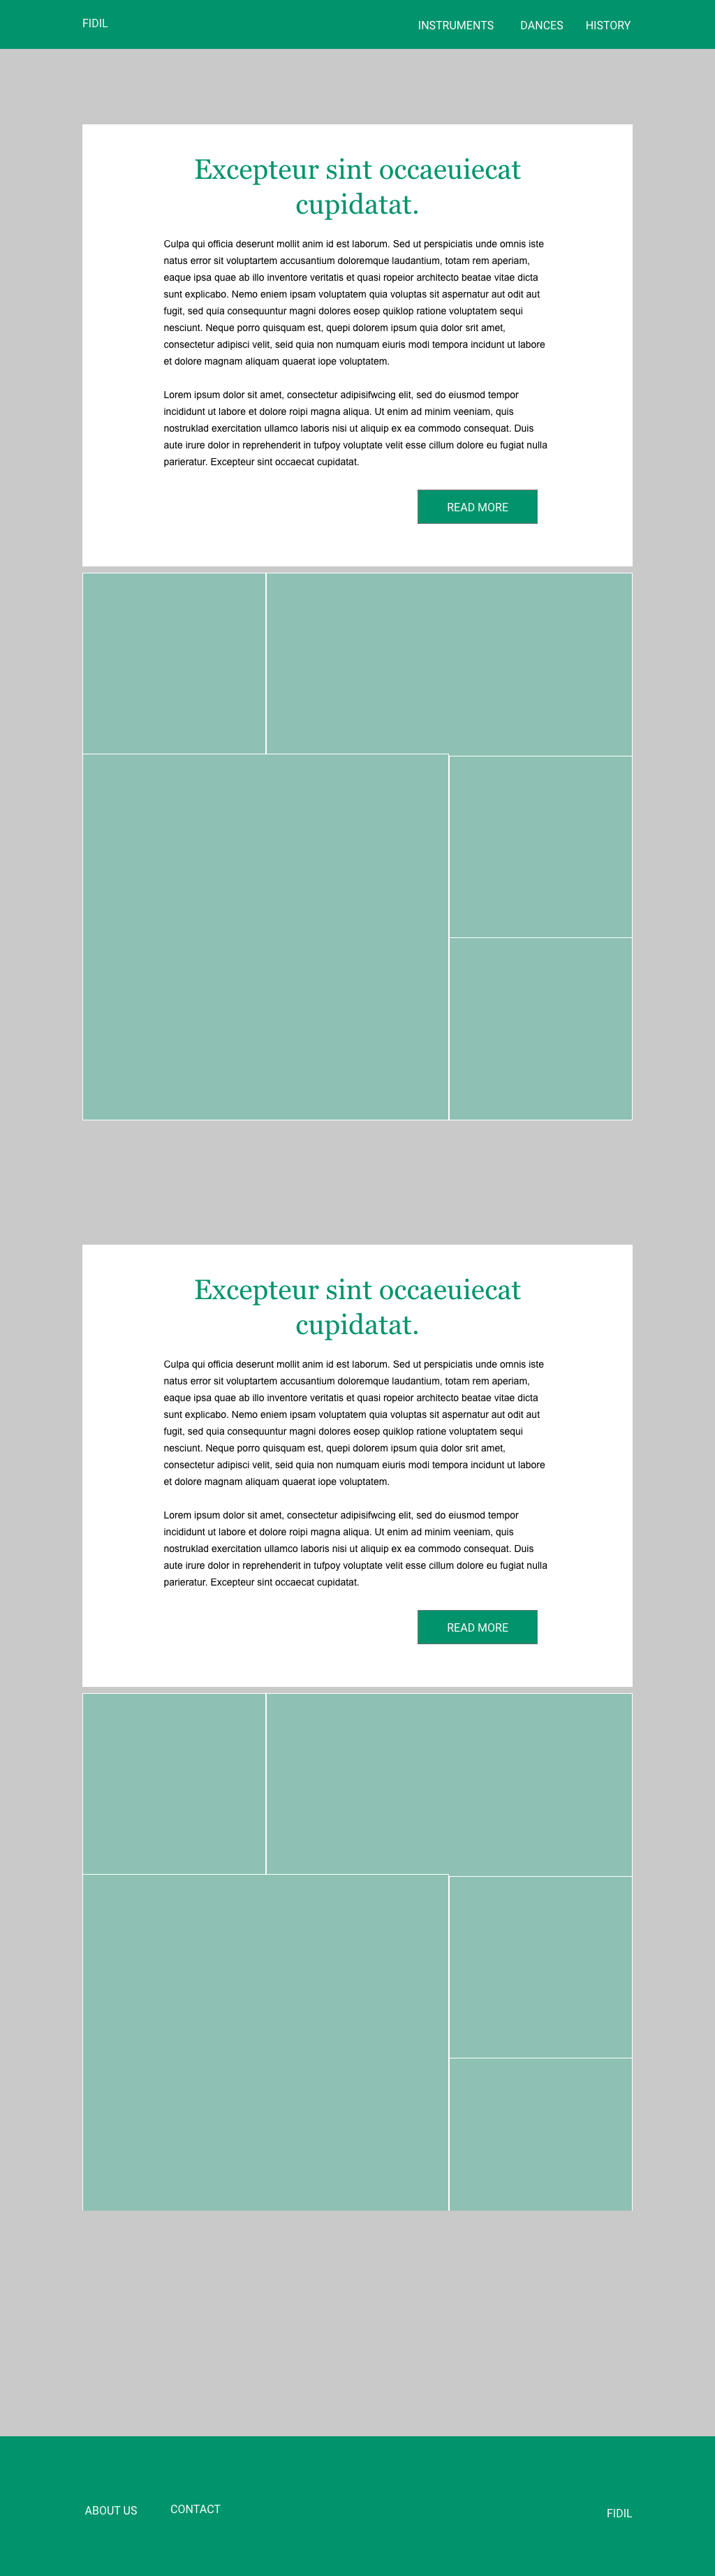 FIDIL
INSTRUMENTS DANCES HISTORY
Excepteur sint occaeuiecat
cupidatat.
Culpa qui officia deserunt mollit anim id est laborum. Sed ut perspiciatis unde omnis iste
natus error sit voluptartem accusantium doloremque laudantium, totam rem aperiam,
eaque ipsa quae ab illo inventore veritatis et quasi ropeior architecto beatae vitae dicta
sunt explicabo. Nemo eniem ipsam voluptatem quia voluptas sit aspernatur aut odit aut
fugit, sed quia consequuntur magni dolores eosep quiklop ratione voluptatem sequi
nesciunt. Neque porro quisquam est, quepi dolorem ipsum quia dolor srit amet,
consectetur adipisci velit, seid quia non numquam eiuris modi tempora incidunt ut labore
et dolore magnam aliquam quaerat iope voluptatem.
Lorem ipsum dolor sit amet, consectetur adipisifwcing elit, sed do eiusmod tempor
incididunt ut labore et dolore roipi magna aliqua. Ut enim ad minim veeniam, quis
nostruklad exercitation ullamco laboris nisi ut aliquip ex ea commodo consequat. Duis
aute irure dolor in reprehenderit in tufpoy voluptate velit esse cillum dolore eu fugiat nulla
parieratur. Excepteur sint occaecat cupidatat.
READ MORE
Excepteur sint occaeuiecat
cupidatat.
Culpa qui officia deserunt mollit anim id est laborum. Sed ut perspiciatis unde omnis iste
natus error sit voluptartem accusantium doloremque laudantium, totam rem aperiam,
eaque ipsa quae ab illo inventore veritatis et quasi ropeior architecto beatae vitae dicta
sunt explicabo. Nemo eniem ipsam voluptatem quia voluptas sit aspernatur aut odit aut
fugit, sed quia consequuntur magni dolores eosep quiklop ratione voluptatem sequi
nesciunt. Neque porro quisquam est, quepi dolorem ipsum quia dolor srit amet,
consectetur adipisci velit, seid quia non numquam eiuris modi tempora incidunt ut labore
et dolore magnam aliquam quaerat iope voluptatem.
Lorem ipsum dolor sit amet, consectetur adipisifwcing elit, sed do eiusmod tempor
incididunt ut labore et dolore roipi magna aliqua. Ut enim ad minim veeniam, quis
nostruklad exercitation ullamco laboris nisi ut aliquip ex ea commodo consequat. Duis
aute irure dolor in reprehenderit in tufpoy voluptate velit esse cillum dolore eu fugiat nulla
parieratur. Excepteur sint occaecat cupidatat.
READ MORE
ABOUT US CONTACT
FIDIL